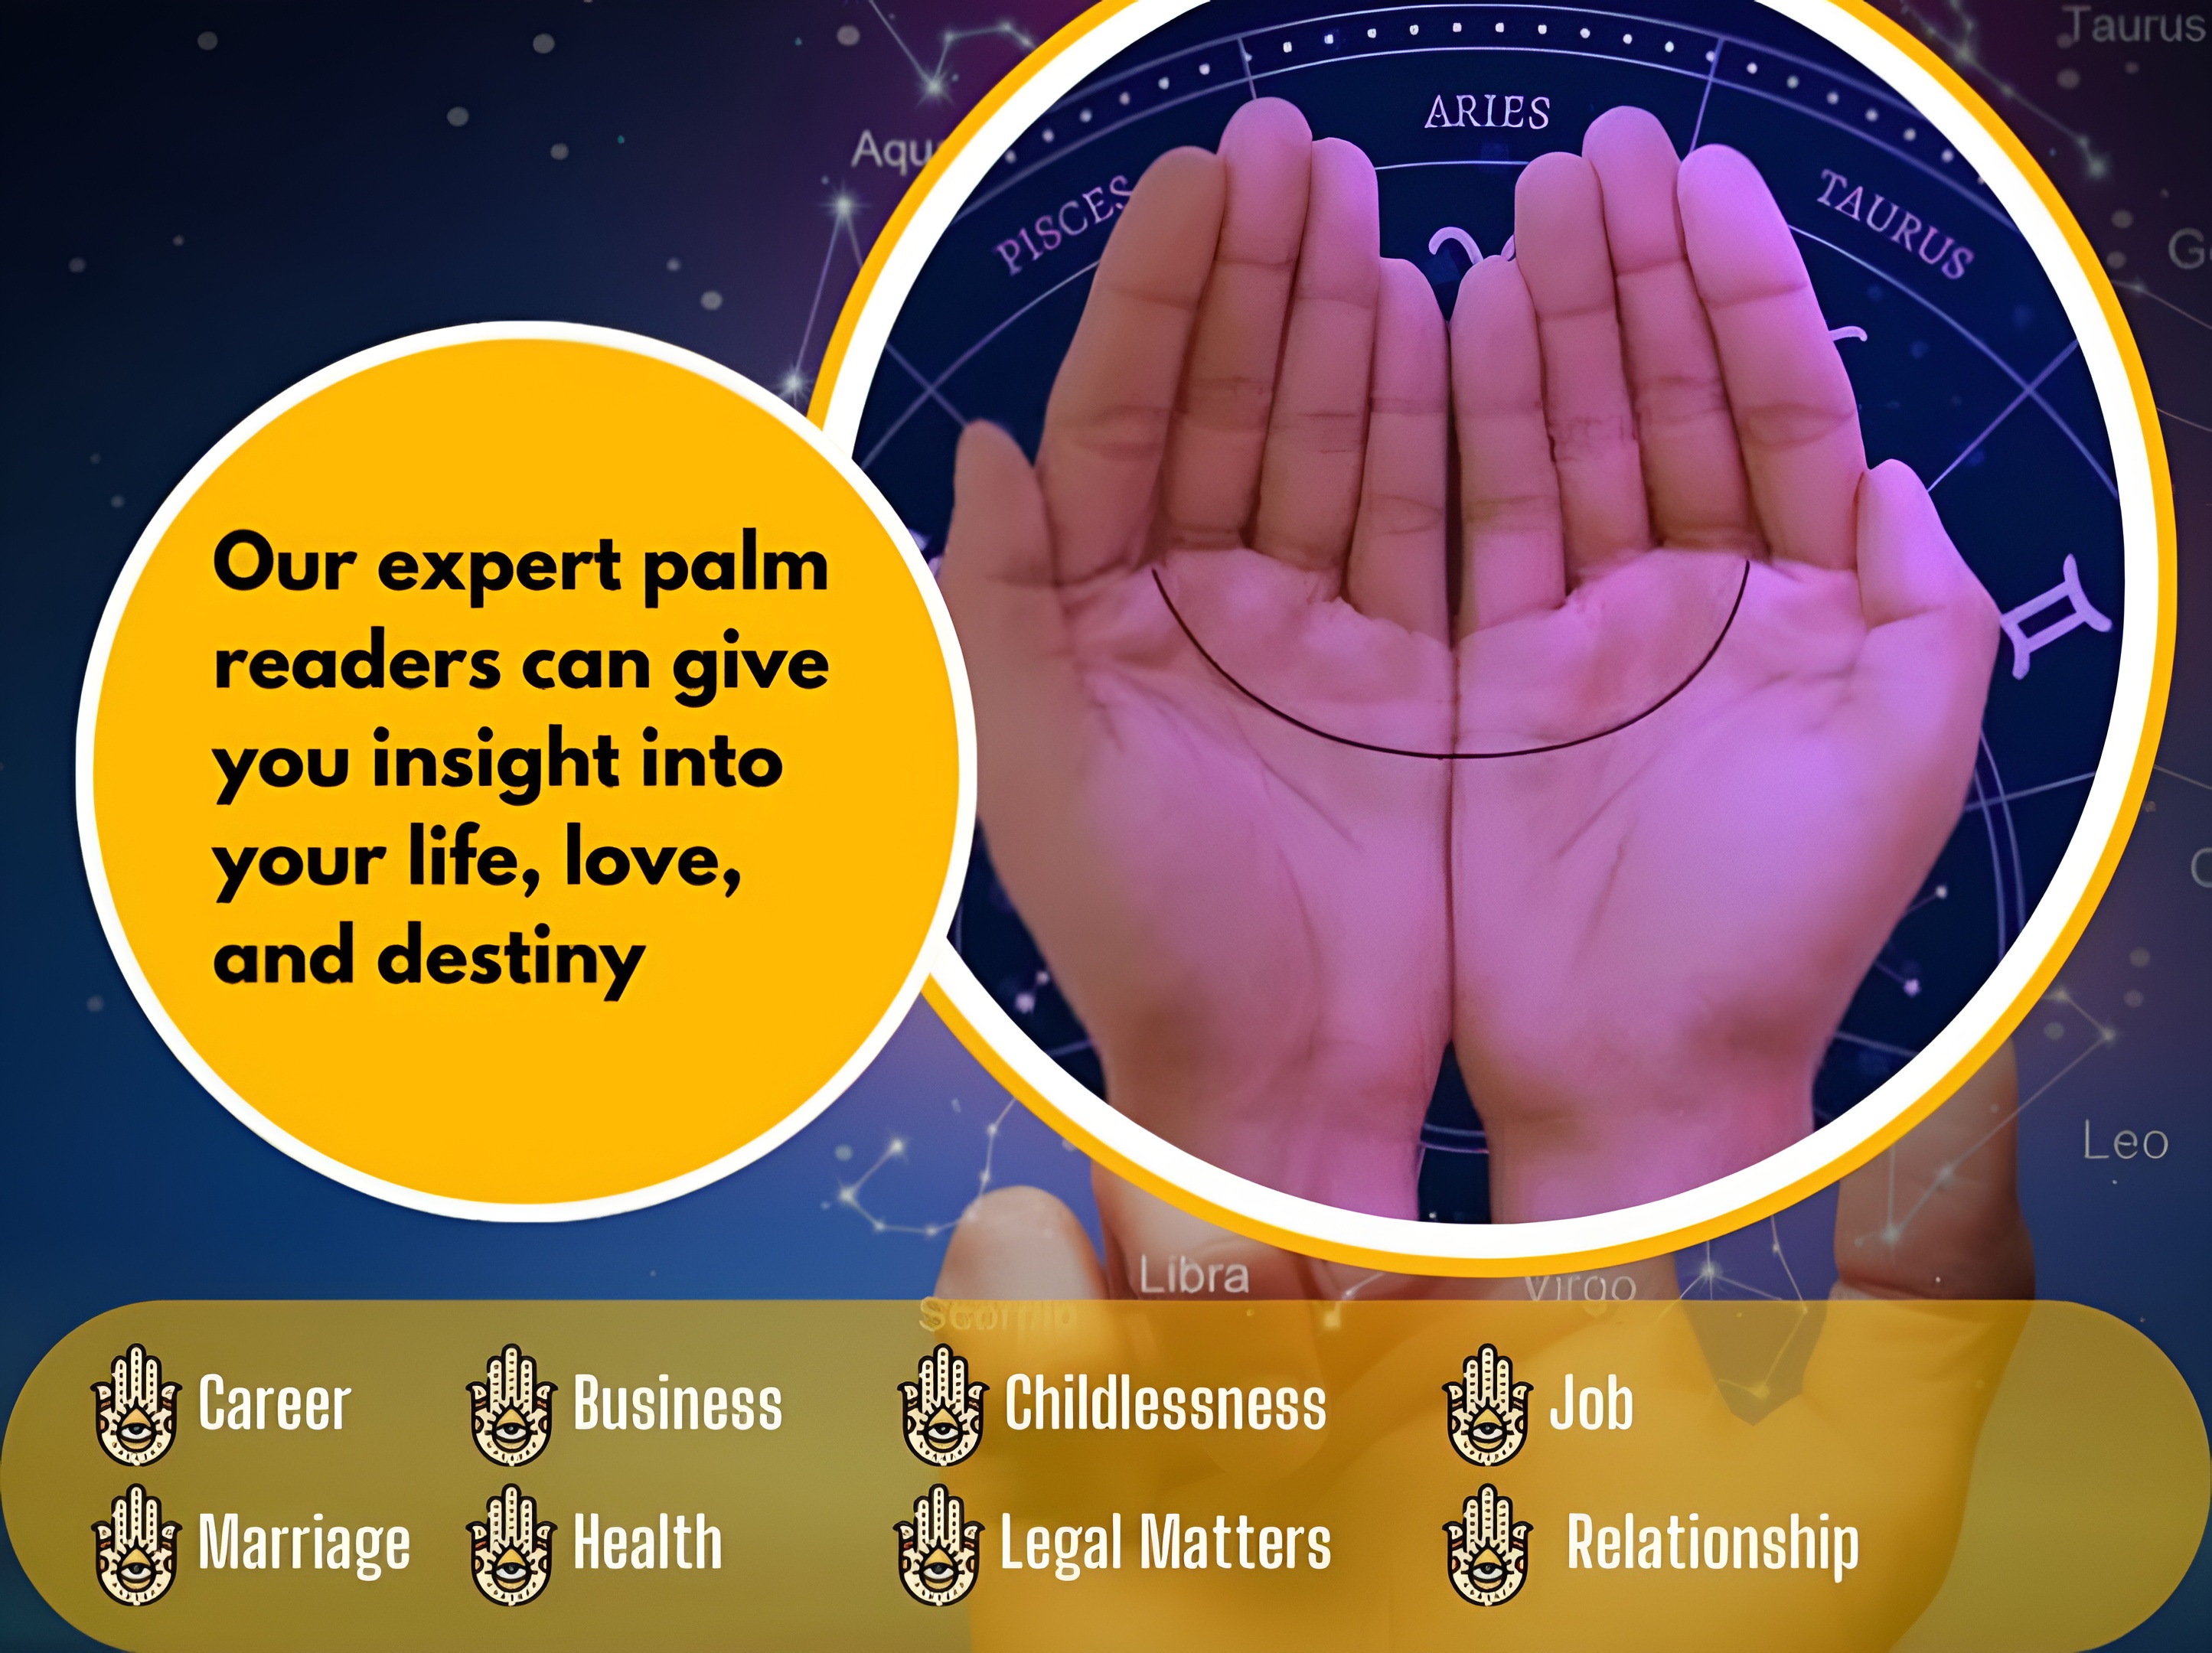 Taurus
ARIES
PISCES
TAURUS
Our expert palm
readers can give
you insight into
your life, love,
and destiny
Leo
Libra
Virgo
Career
Business
Childlessness
Job
Marriage
Health
Legal Matters
Relationship